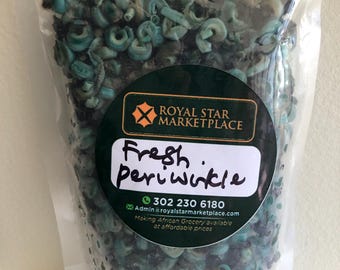 ROYAL STAR
MARKETPLACE
Fresh.
periwinkle
302 230 6180
Admin@royalstarmarketplace.com
Making African Grocery available
at affordable prices